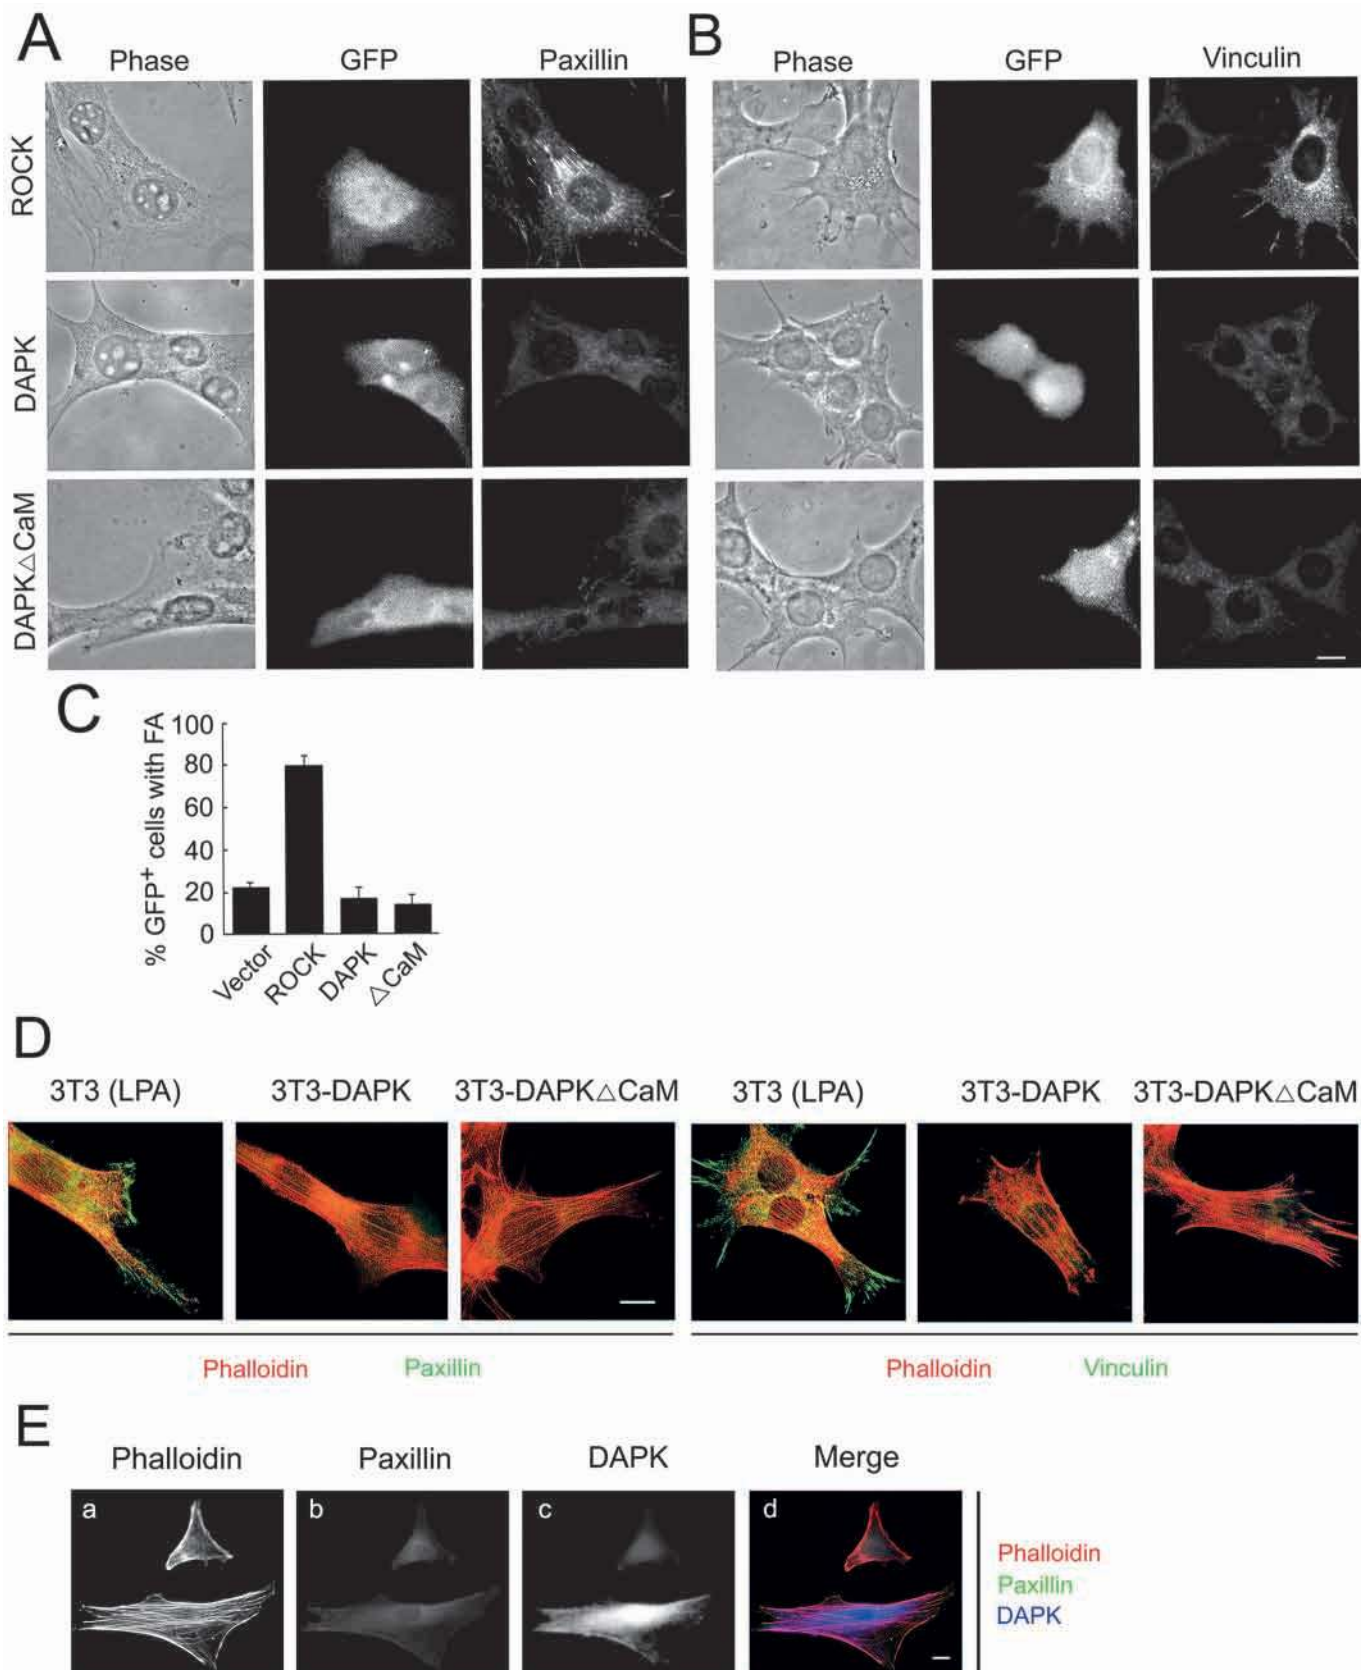 A
B
Phase GFP Paxillin
Phase GFP Vinculin
ROCK
DAPK
DAPK△CaM
C
% GFP+ cells with FA
100
80
60
40
20
0
Vector ROCK DAPK △CaM
D
3T3 (LPA) 3T3-DAPK 3T3-DAPK△CaM
3T3 (LPA) 3T3-DAPK 3T3-DAPK△CaM
Phalloidin Paxillin
Phalloidin Vinculin
E
Phalloidin Paxillin DAPK Merge
a b c d
Phalloidin
Paxillin
DAPK